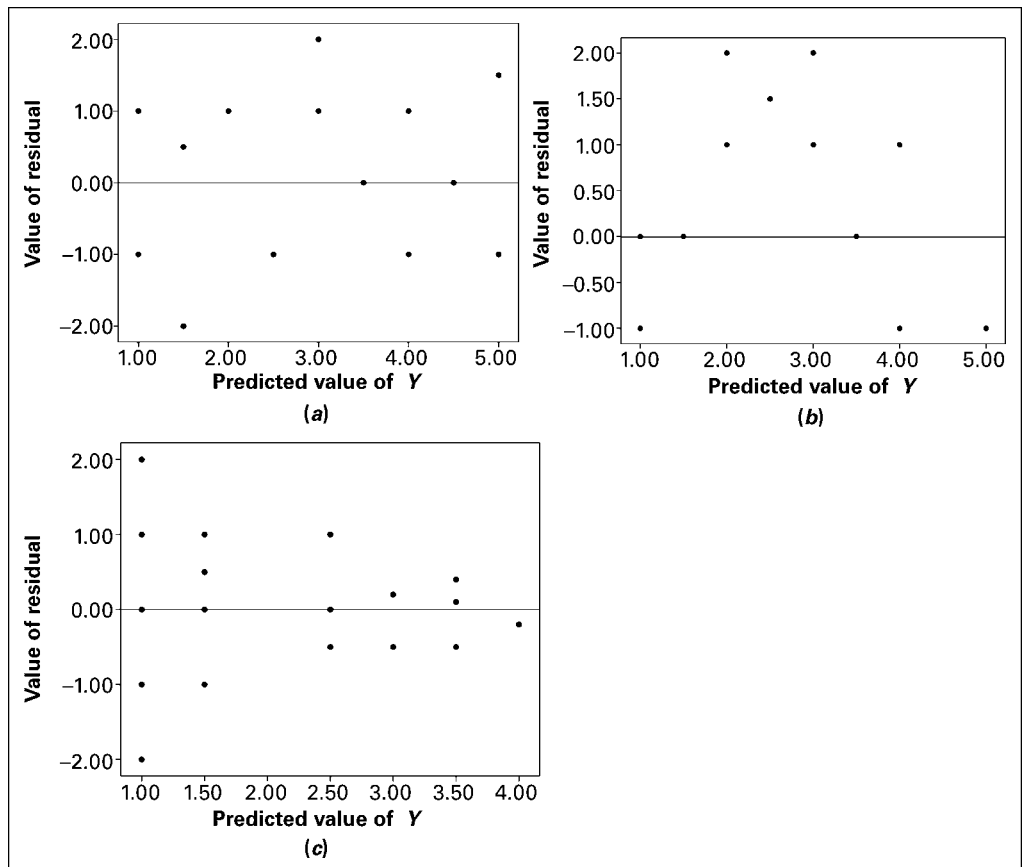 Value of residual
2.00
1.00
0.00
−1.00
−2.00
1.00 2.00 3.00 4.00 5.00
Predicted value of Y
(a)
Value of residual
2.00
1.50
1.00
0.50
0.00
−0.50
−1.00
1.00 2.00 3.00 4.00 5.00
Predicted value of Y
(b)
Value of residual
2.00
1.00
0.00
−1.00
−2.00
1.00 1.50 2.00 2.50 3.00 3.50 4.00
Predicted value of Y
(c)